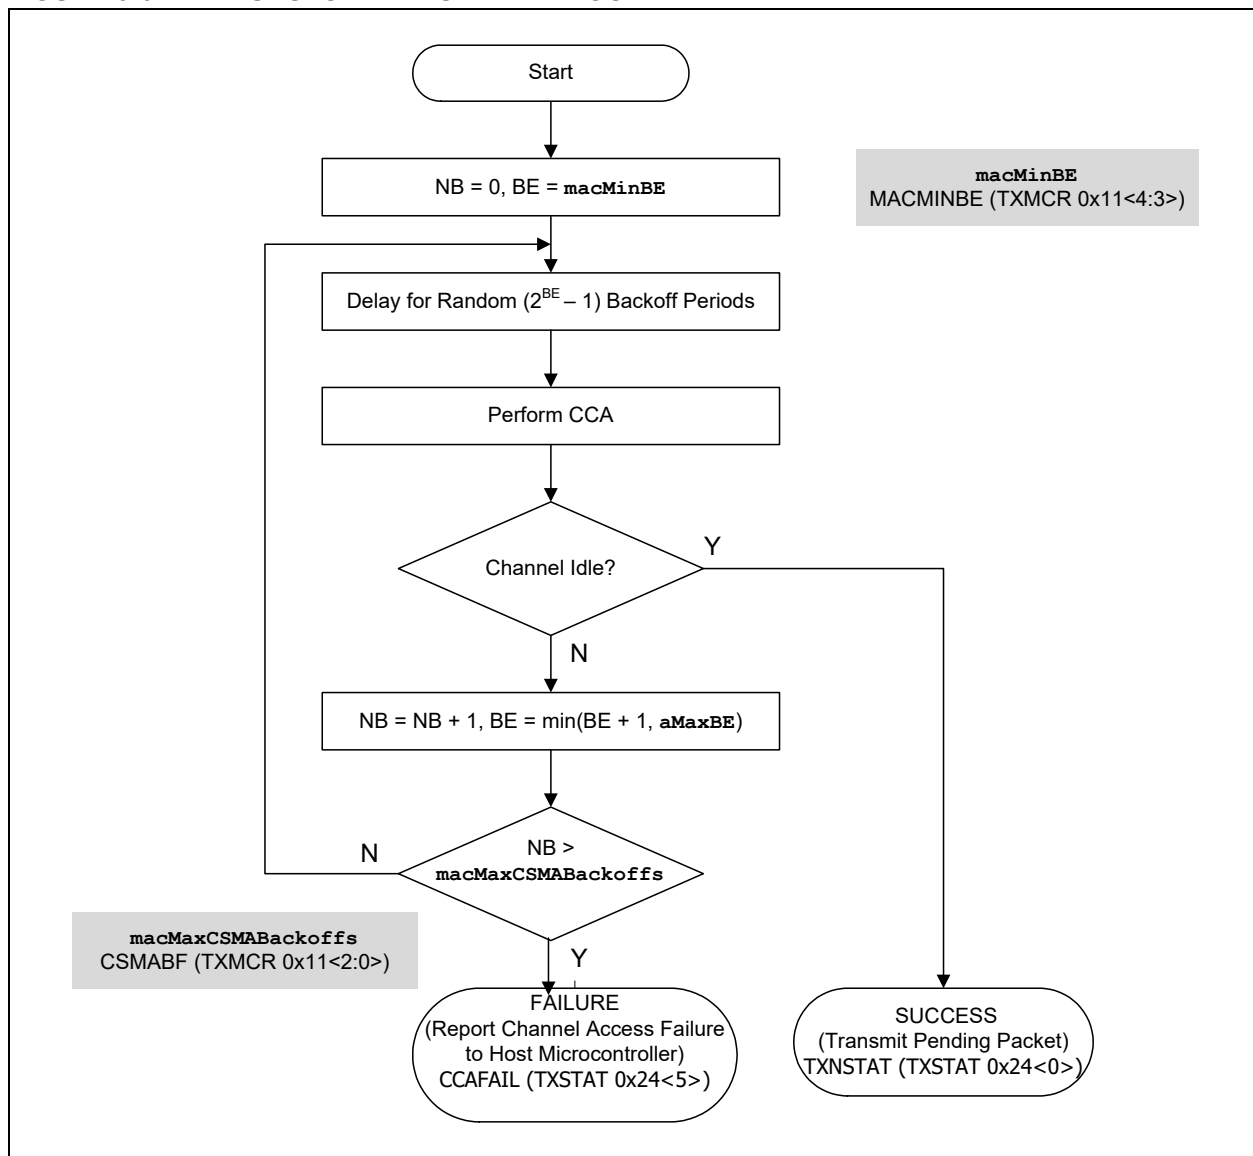 Start
NB = 0, BE = macMinBE
macMinBE
MACMINBE (TXMCR 0x11<4:3>)
Delay for Random (2^BE – 1) Backoff Periods
Perform CCA
Channel Idle?
Y
N
NB = NB + 1, BE = min(BE + 1, aMaxBE)
NB >
macMaxCSMABackoffs
N
Y
macMaxCSMABackoffs
CSMABF (TXMCR 0x11<2:0>)
FAILURE
(Report Channel Access Failure
to Host Microcontroller)
CCAFAIL (TXSTAT 0x24<5>)
SUCCESS
(Transmit Pending Packet)
TXNSTAT (TXSTAT 0x24<0>)